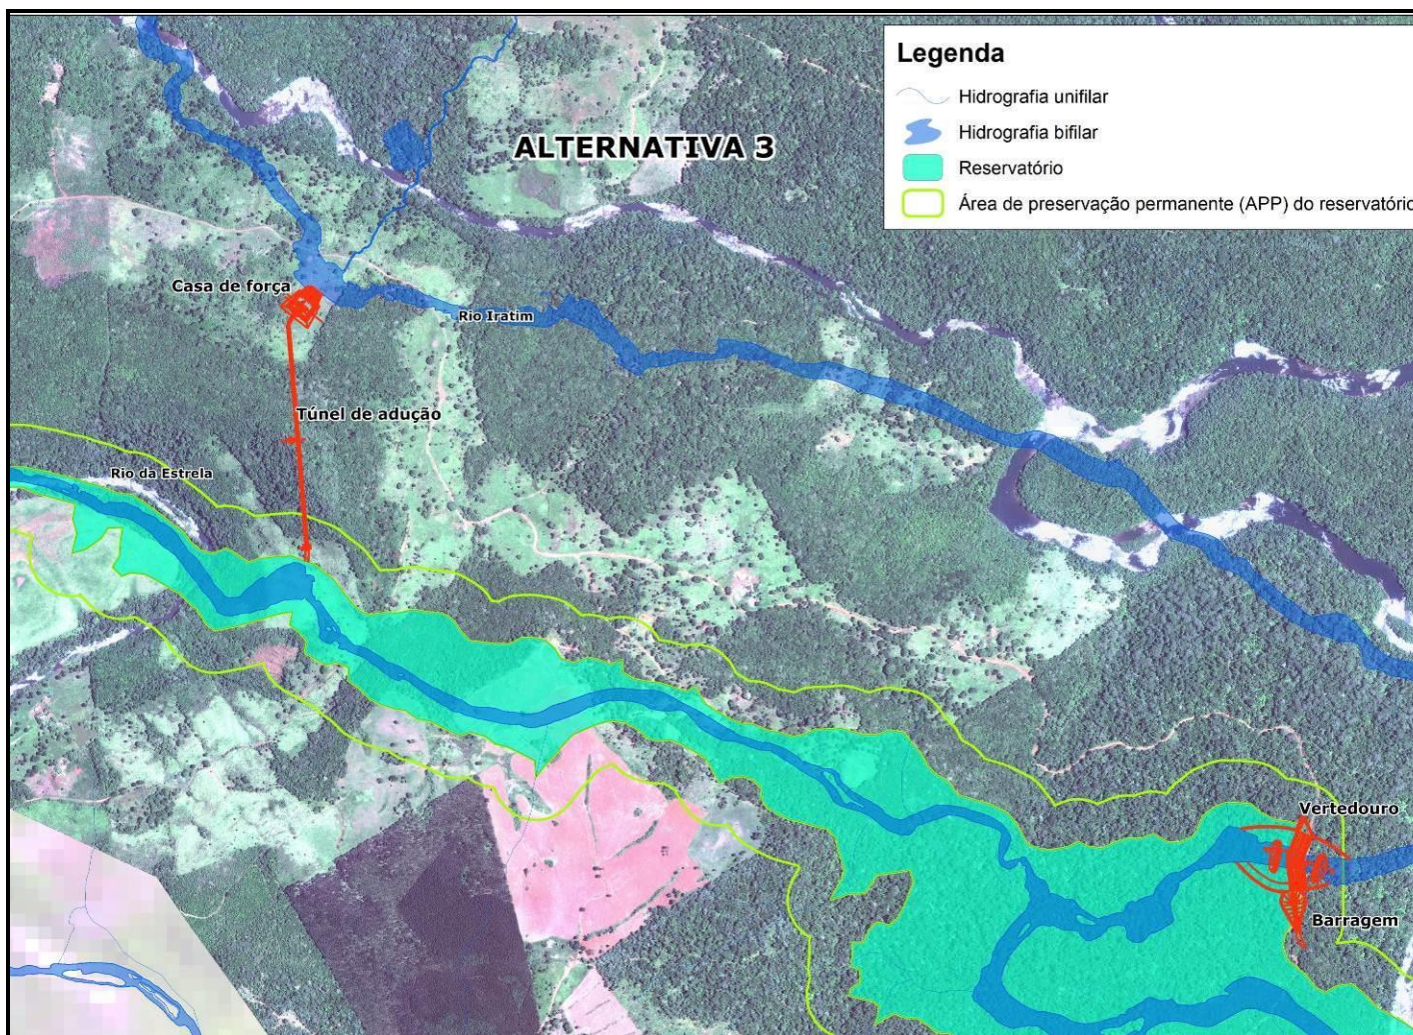 Legenda
Hidrografia unifilar
Hidrografia bifilar
Reservatório
Área de preservação permanente (APP) do reservatório
ALTERNATIVA 3
Casa de força
Rio Iratim
Túnel de adução
Rio da Estrela
Vertedouro
Barragem